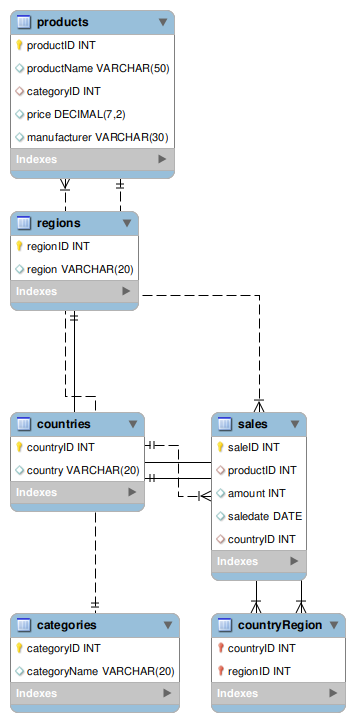 products
productID INT
productName VARCHAR(50)
categoryID INT
price DECIMAL(7,2)
manufacturer VARCHAR(30)
Indexes
regions
regionID INT
region VARCHAR(20)
Indexes
countries
countryID INT
country VARCHAR(20)
Indexes
sales
saleID INT
productID INT
amount INT
saledate DATE
countryID INT
Indexes
categories
categoryID INT
categoryName VARCHAR(20)
Indexes
countryRegion
countryID INT
regionID INT
Indexes